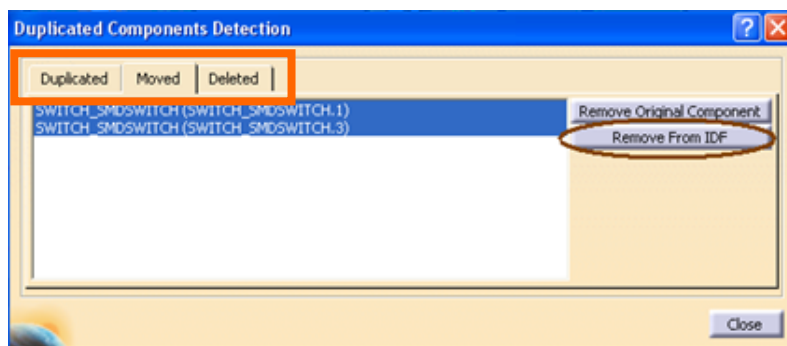 Duplicated Components Detection
Duplicated Moved Deleted
SWITCH_SMDSWITCH (SWITCH_SMDSWITCH.1) Remove Original Component
SWITCH_SMDSWITCH (SWITCH_SMDSWITCH.3) Remove From IDF
Close